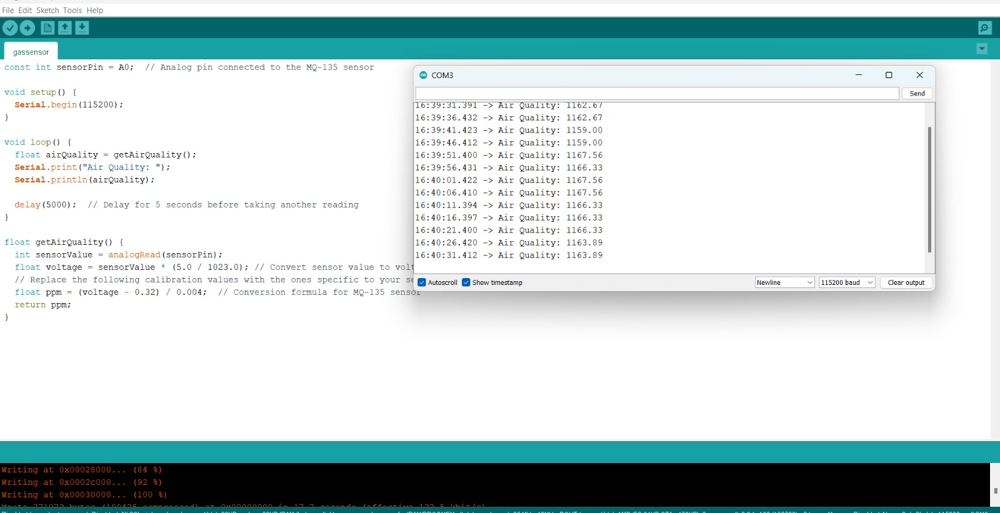 File Edit Sketch Tools Help
gassensor
const int sensorPin = A0;  // Analog pin connected to the MQ-135 sensor
void setup() {
  Serial.begin(115200);
}
void loop() {
  float airQuality = getAirQuality();
  Serial.print("Air Quality: ");
  Serial.println(airQuality);
  delay(5000);  // Delay for 5 seconds before taking another reading
}
float getAirQuality() {
  int sensorValue = analogRead(sensorPin);
  float voltage = sensorValue * (5.0 / 1023.0); // Convert sensor value to volt
  // Replace the following calibration values with the ones specific to your se
  float ppm = (voltage - 0.32) / 0.004;  // Conversion formula for MQ-135 sensor
  return ppm;
}
COM3
Send
16:39:31.391 -> Air Quality: 1162.67
16:39:36.432 -> Air Quality: 1162.67
16:39:41.423 -> Air Quality: 1159.00
16:39:46.412 -> Air Quality: 1159.00
16:39:51.400 -> Air Quality: 1167.56
16:39:56.431 -> Air Quality: 1166.33
16:40:01.422 -> Air Quality: 1167.56
16:40:06.410 -> Air Quality: 1167.56
16:40:11.394 -> Air Quality: 1166.33
16:40:16.397 -> Air Quality: 1166.33
16:40:21.400 -> Air Quality: 1166.33
16:40:26.420 -> Air Quality: 1163.89
16:40:31.412 -> Air Quality: 1163.89
Autoscroll Show timestamp Newline 115200 baud Clear output
Writing at 0x00028000... (84 %)
Writing at 0x0002c000... (92 %)
Writing at 0x00030000... (100 %)